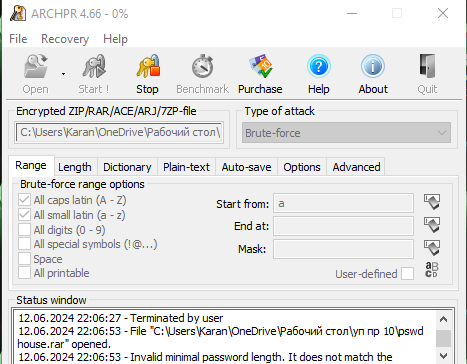 ARCHPR 4.66 - 0%
File Recovery Help
Open Start ! Stop Benchmark Purchase Help About Quit
Encrypted ZIP/RAR/ACE/ARJ/7ZP-file Type of attack
C:\Users\Karan\OneDrive\Рабочий стол\ Brute-force
Range Length Dictionary Plain-text Auto-save Options Advanced
Brute-force range options
All caps latin (A - Z)
All small latin (a - z)
All digits (0 - 9)
All special symbols (!@...)
Space
All printable
Start from: a
End at:
Mask:
User-defined aBcD
Status window
12.06.2024 22:06:27 - Terminated by user
12.06.2024 22:06:53 - File "C:\Users\Karan\OneDrive\Рабочий стол\уп пр 10\pswd
house.rar" opened.
12.06.2024 22:06:53 - Invalid minimal password length. It does not match the